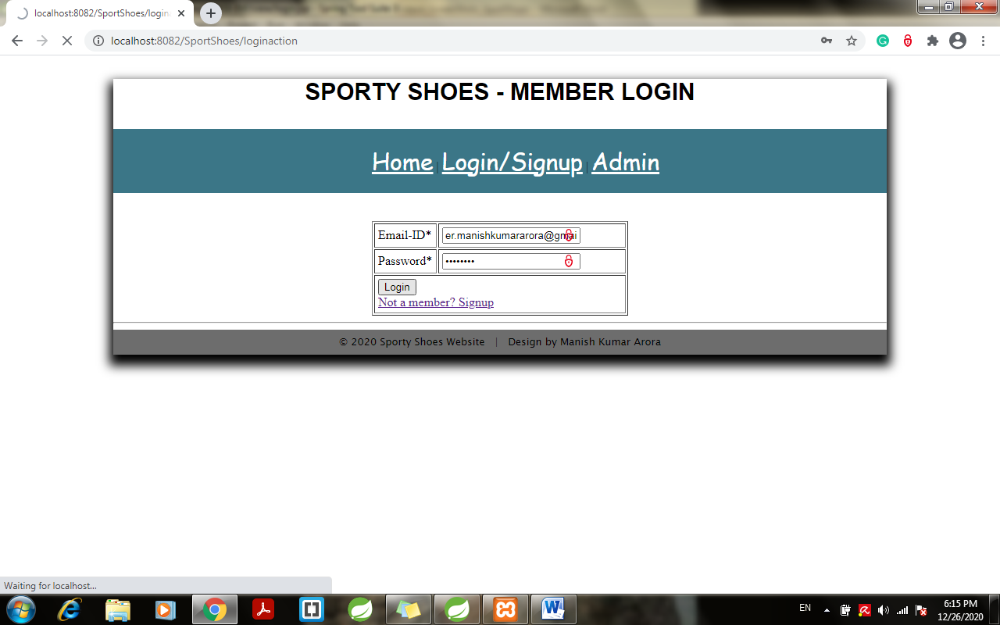 localhost:8082/SportShoes/login
localhost:8082/SportShoes/loginaction
SPORTY SHOES - MEMBER LOGIN
Home | Login/Signup | Admin
Email-ID* er.manishkumararora@gmai
Password* ••••••••
Login
Not a member? Signup
© 2020 Sporty Shoes Website | Design by Manish Kumar Arora
Waiting for localhost...
EN
6:15 PM
12/26/2020